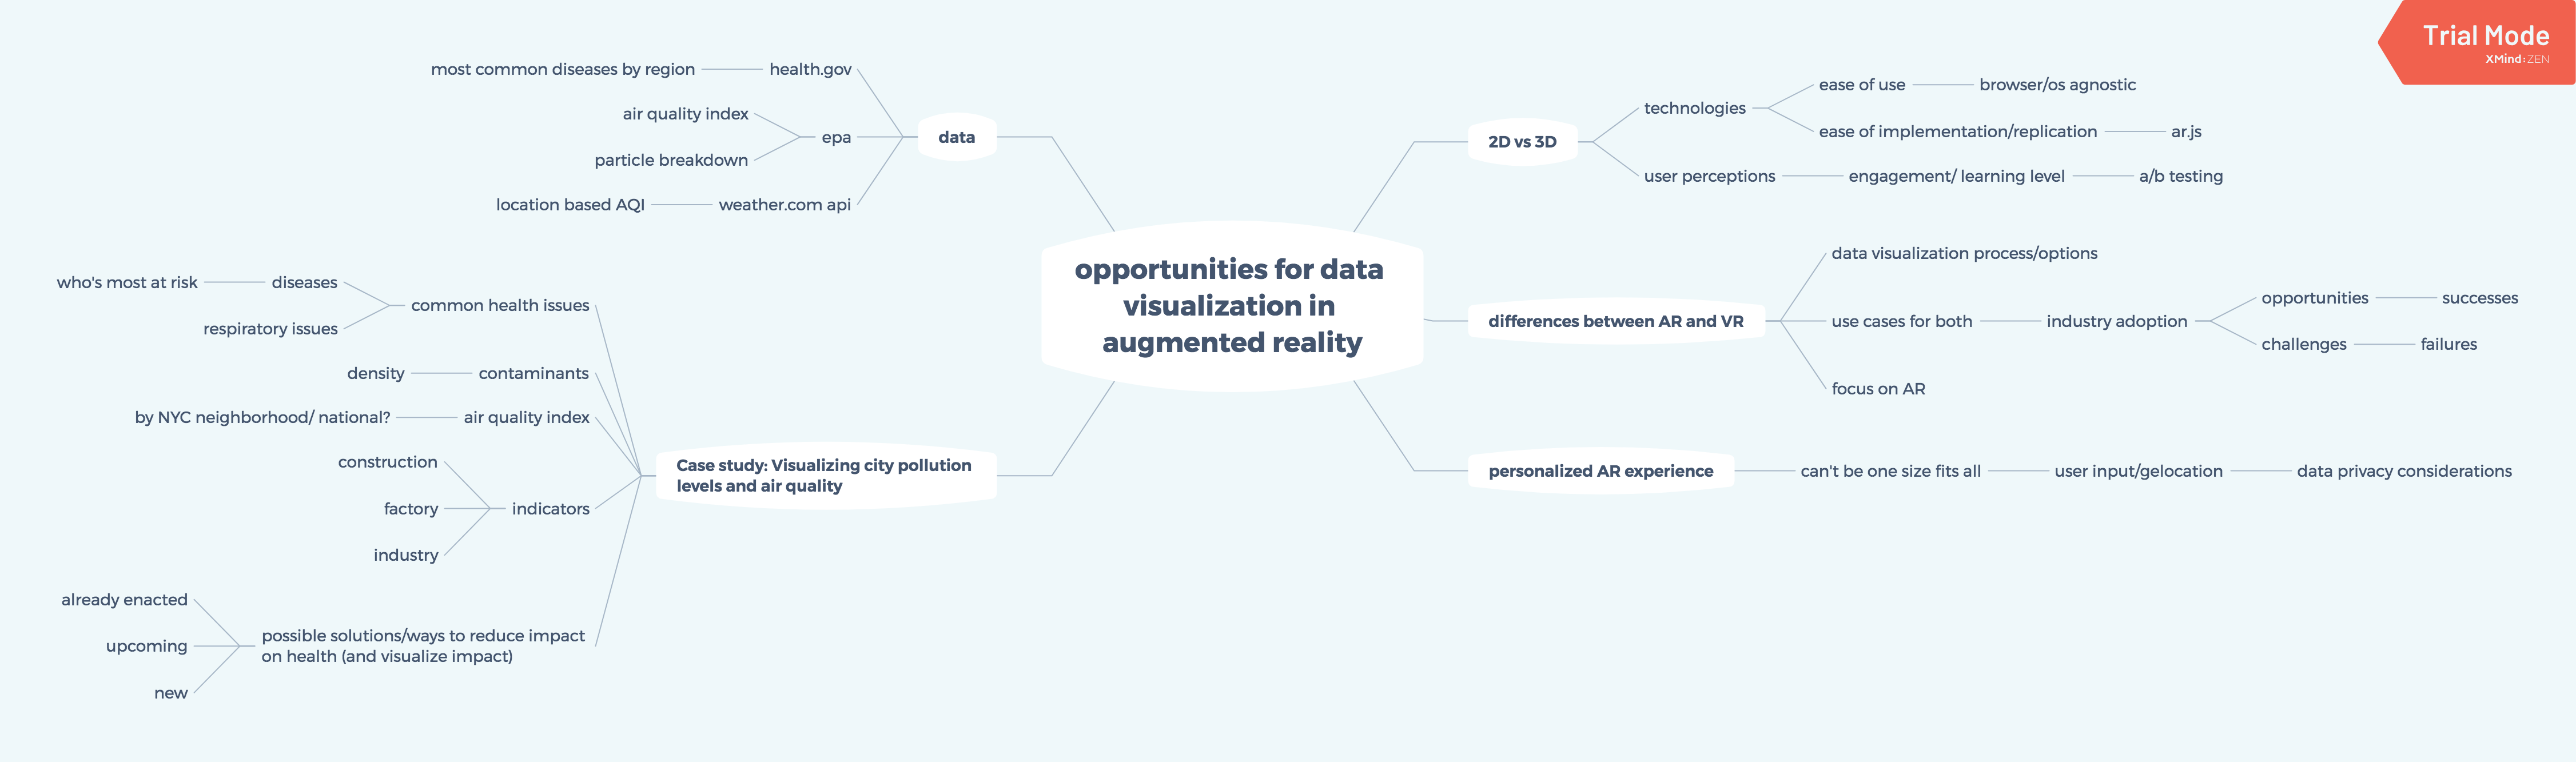 Trial Mode
XMind:ZEN
opportunities for data
visualization in
augmented reality
2D vs 3D
technologies
ease of use
browser/os agnostic
ease of implementation/replication
ar.js
user perceptions
engagement/ learning level
a/b testing
differences between AR and VR
data visualization process/options
use cases for both
industry adoption
opportunities
successes
challenges
failures
focus on AR
personalized AR experience
can't be one size fits all
user input/gelocation
data privacy considerations
data
health.gov
most common diseases by region
epa
air quality index
particle breakdown
weather.com api
location based AQI
Case study: Visualizing city pollution
levels and air quality
common health issues
diseases
who's most at risk
respiratory issues
contaminants
density
air quality index
by NYC neighborhood/ national?
indicators
construction
factory
industry
possible solutions/ways to reduce impact
on health (and visualize impact)
already enacted
upcoming
new